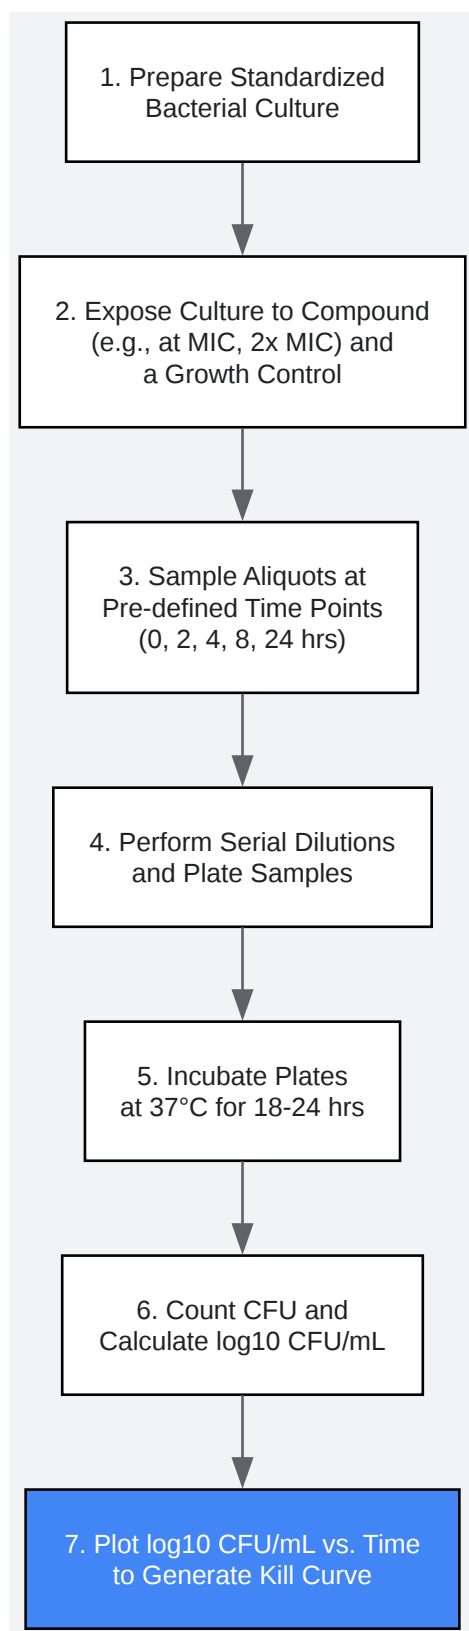 1. Prepare Standardized
Bacterial Culture
2. Expose Culture to Compound
(e.g., at MIC, 2x MIC) and
a Growth Control
3. Sample Aliquots at
Pre-defined Time Points
(0, 2, 4, 8, 24 hrs)
4. Perform Serial Dilutions
and Plate Samples
5. Incubate Plates
at 37°C for 18-24 hrs
6. Count CFU and
Calculate log10 CFU/mL
7. Plot log10 CFU/mL vs. Time
to Generate Kill Curve